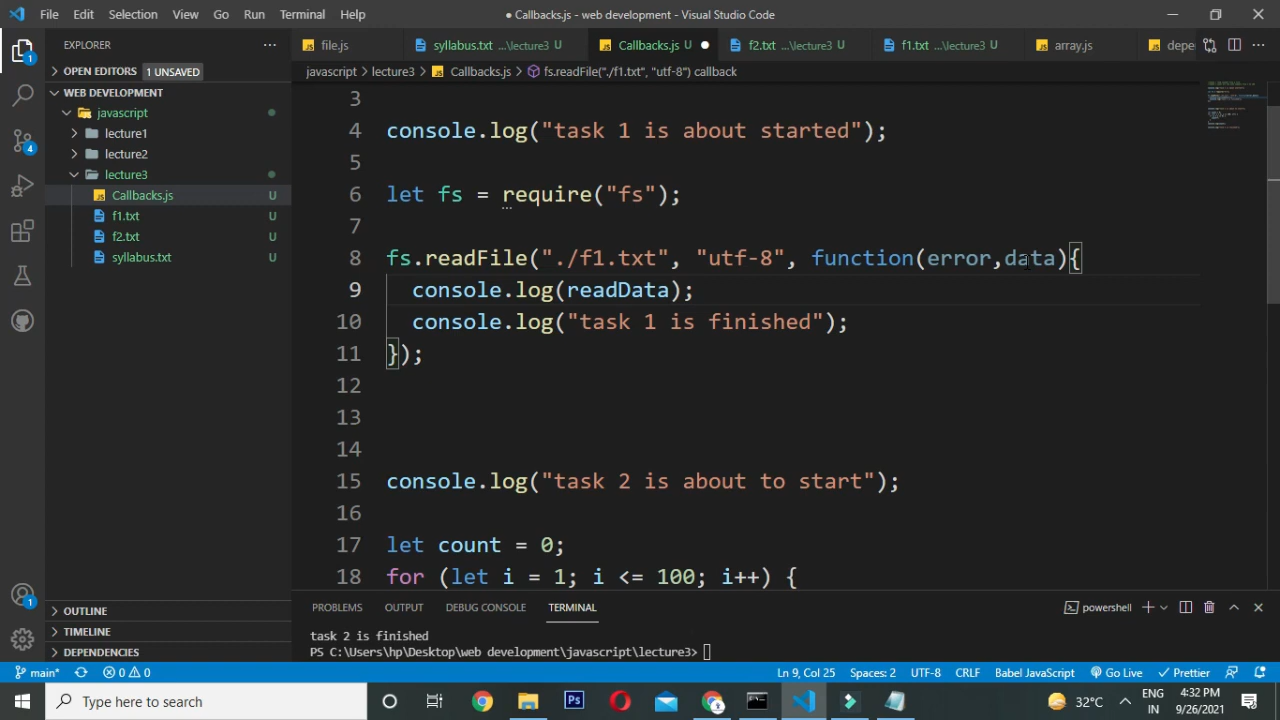 File Edit Selection View Go Run Terminal Help
● Callbacks.js - web development - Visual Studio Code
EXPLORER
file.js
syllabus.txt ...\lecture3
Callbacks.js U
f2.txt ...\lecture3
f1.txt ...\lecture3
array.js
depe
OPEN EDITORS 1 UNSAVED
javascript > lecture3 > Callbacks.js > fs.readFile("./f1.txt", "utf-8") callback
WEB DEVELOPMENT
javascript
lecture1
lecture2
lecture3
Callbacks.js U
f1.txt U
f2.txt U
syllabus.txt U
OUTLINE
TIMELINE
DEPENDENCIES
3
4 console.log("task 1 is about started");
5
6 let fs = require("fs");
7
8 fs.readFile("./f1.txt", "utf-8", function(error,data){
9 console.log(readData);
10 console.log("task 1 is finished");
11 });
12
13
14
15 console.log("task 2 is about to start");
16
17 let count = 0;
18 for (let i = 1; i <= 100; i++) {
PROBLEMS OUTPUT DEBUG CONSOLE TERMINAL
powershell
task 2 is finished
PS C:\Users\hp\Desktop\web development\javascript\lecture3>
main* 0 0
Ln 9, Col 25 Spaces: 2 UTF-8 CRLF Babel JavaScript Go Live Prettier
Type here to search
32°C
ENG
IN
4:32 PM
9/26/2021